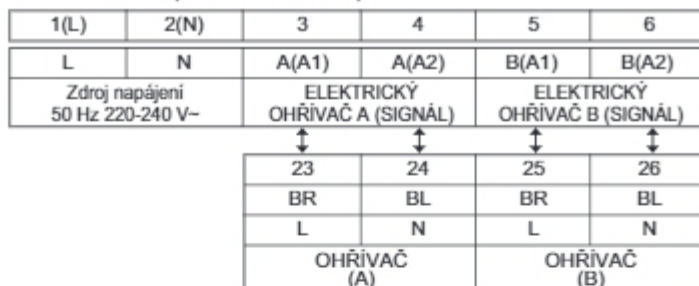 1(L) 2(N) 3 4 5 6
L N A(A1) A(A2) B(A1) B(A2)
Zdroj napájení ELEKTRICKÝ ELEKTRICKÝ
50 Hz 220-240 V~ OHŘÍVAČ A (SIGNÁL) OHŘÍVAČ B (SIGNÁL)
23 24 25 26
BR BL BR BL
L N L N
OHŘÍVAČ OHŘÍVAČ
(A) (B)